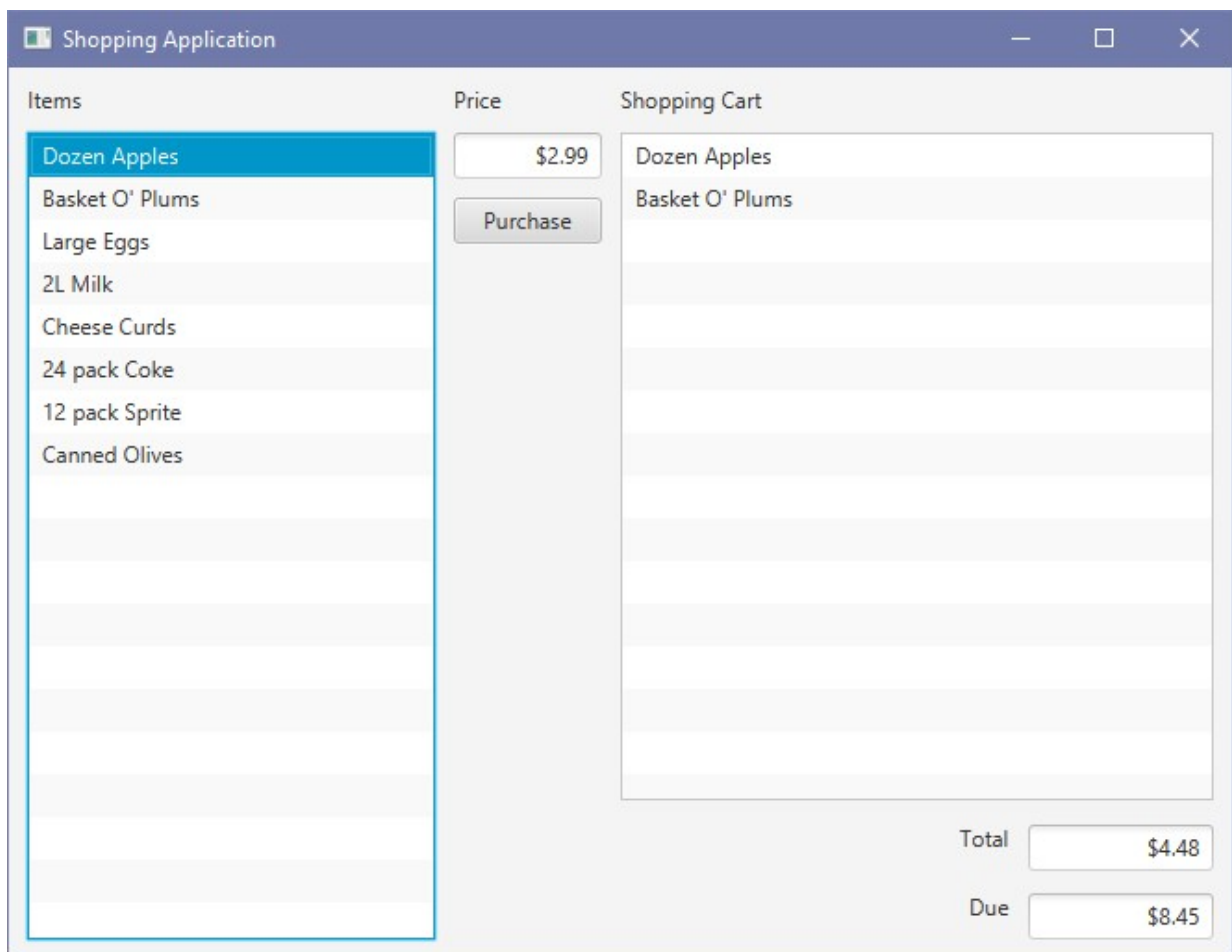 Shopping Application
Items
Price
Shopping Cart
Dozen Apples
Basket O' Plums
Large Eggs
2L Milk
Cheese Curds
24 pack Coke
12 pack Sprite
Canned Olives
$2.99
Purchase
Dozen Apples
Basket O' Plums
Total
$4.48
Due
$8.45